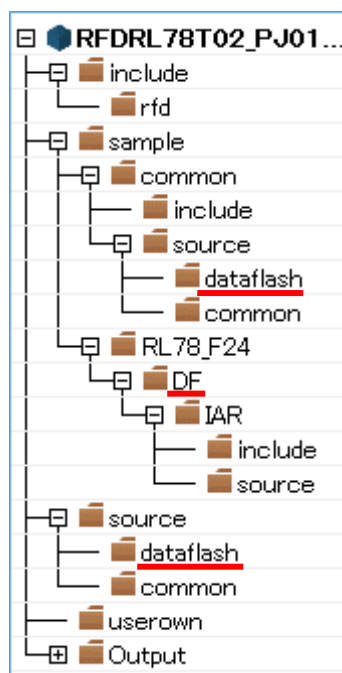 RFDRL78T02_PJ01...
include
rfd
sample
common
include
source
dataflash
common
RL78_F24
DF
IAR
include
source
source
dataflash
common
userown
Output